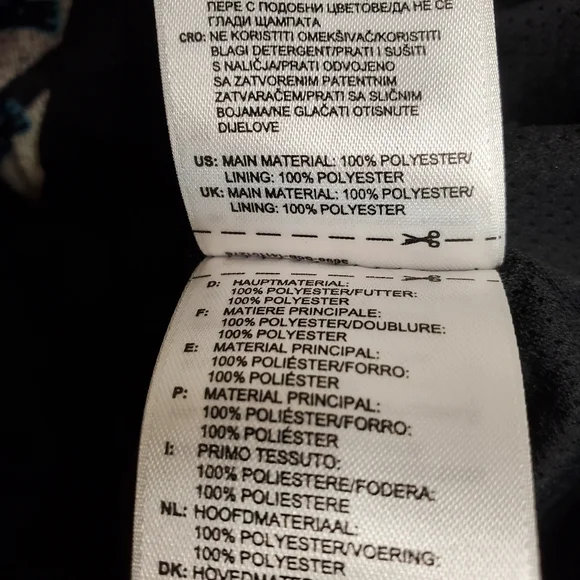 ПЕРЕ С ПОДОБНИ ЦВЕТОВЕ/ДА НЕ СЕ
ГЛАДИ ЩАМПАТА
CRO: NE KORISTITI OMEKŠIVAČ/KORISTITI
BLAGI DETERGENT/PRATI I SUŠITI
S NALIČJA/PRATI ODVOJENO
SA ZATVORENIM PATENTNIM
ZATVARAČEM/PRATI SA SLIČNIM
BOJAMA/NE GLAČATI OTISNUTE
DIJELOVE
US: MAIN MATERIAL: 100% POLYESTER/
LINING: 100% POLYESTER
UK: MAIN MATERIAL: 100% POLYESTER/
LINING: 100% POLYESTER
D: HAUPTMATERIAL:
100% POLYESTER/FUTTER:
100% POLYESTER
F: MATIERE PRINCIPALE:
100% POLYESTER/DOUBLURE:
100% POLYESTER
E: MATERIAL PRINCIPAL:
100% POLIÉSTER/FORRO:
100% POLIÉSTER
P: MATERIAL PRINCIPAL:
100% POLIÉSTER/FORRO:
100% POLIÉSTER
I: PRIMO TESSUTO:
100% POLIESTERE/FODERA:
100% POLIESTERE
NL: HOOFDMATERIAAL:
100% POLYESTER/VOERING:
100% POLYESTER
DK: